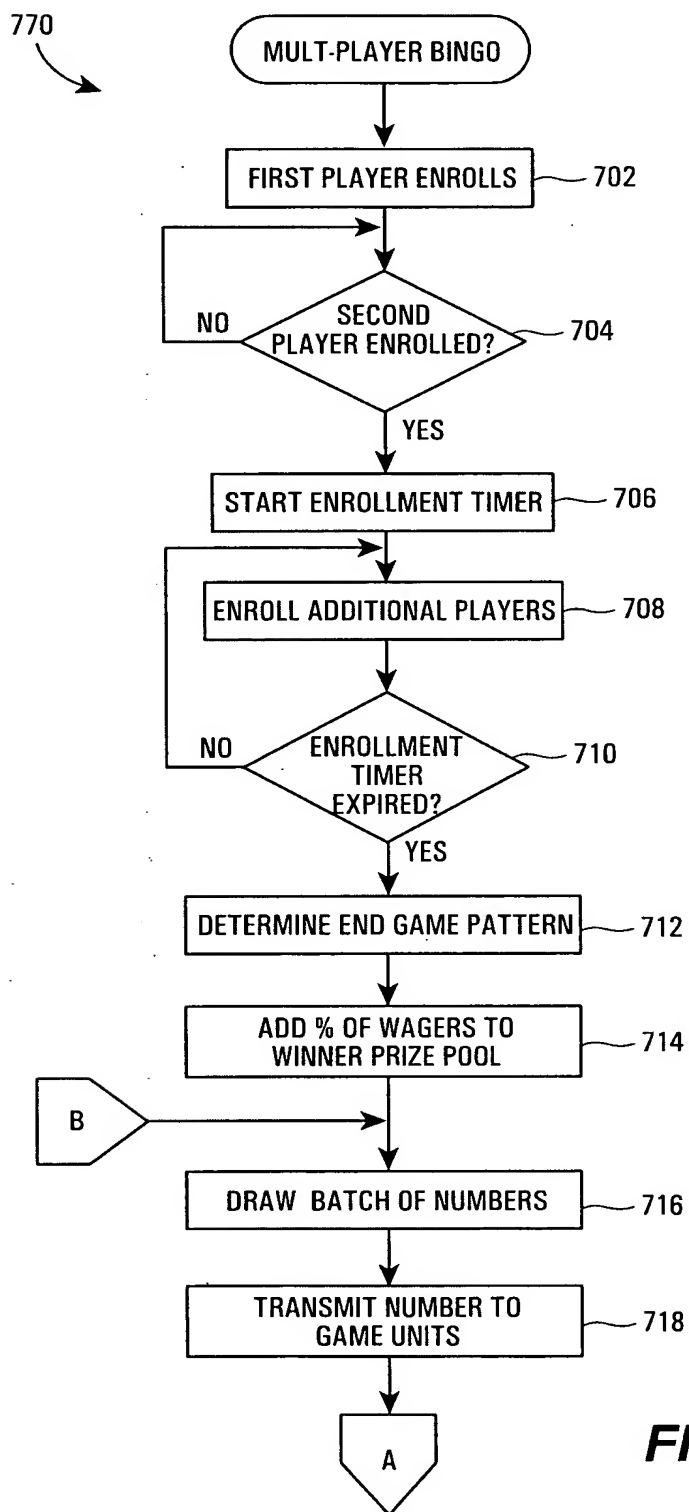 770
MULT-PLAYER BINGO
FIRST PLAYER ENROLLS
702
NO
SECOND
PLAYER ENROLLED?
704
YES
START ENROLLMENT TIMER
706
ENROLL ADDITIONAL PLAYERS
708
NO
ENROLLMENT
TIMER
EXPIRED?
710
YES
DETERMINE END GAME PATTERN
712
ADD % OF WAGERS TO
WINNER PRIZE POOL
714
B
DRAW BATCH OF NUMBERS
716
TRANSMIT NUMBER TO
GAME UNITS
718
A